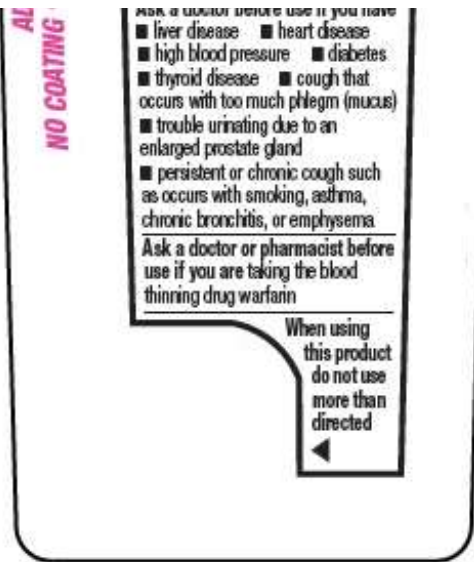 Ask a doctor before use if you have
■ liver disease ■ heart disease
■ high blood pressure ■ diabetes
■ thyroid disease ■ cough that
occurs with too much phlegm (mucus)
■ trouble urinating due to an
enlarged prostate gland
■ persistent or chronic cough such
as occurs with smoking, asthma,
chronic bronchitis, or emphysema
Ask a doctor or pharmacist before
use if you are taking the blood
thinning drug warfarin
When using
this product
do not use
more than
directed
NO COATING